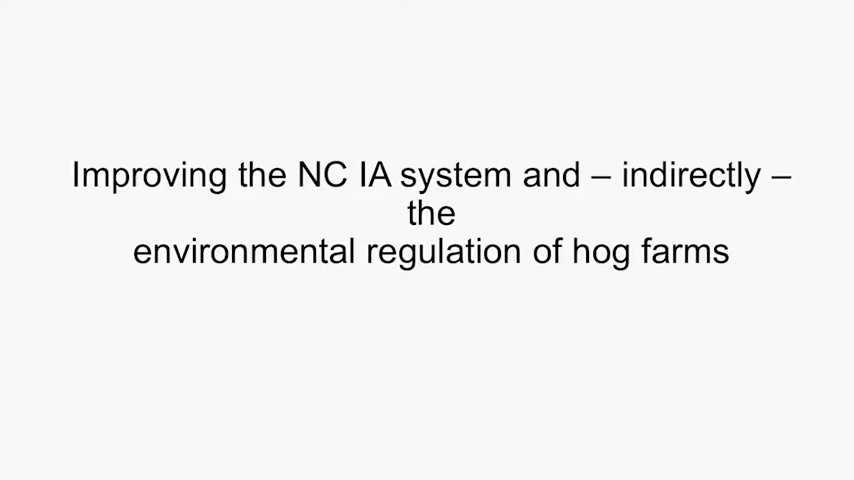 Improving the NC IA system and – indirectly –
the
environmental regulation of hog farms